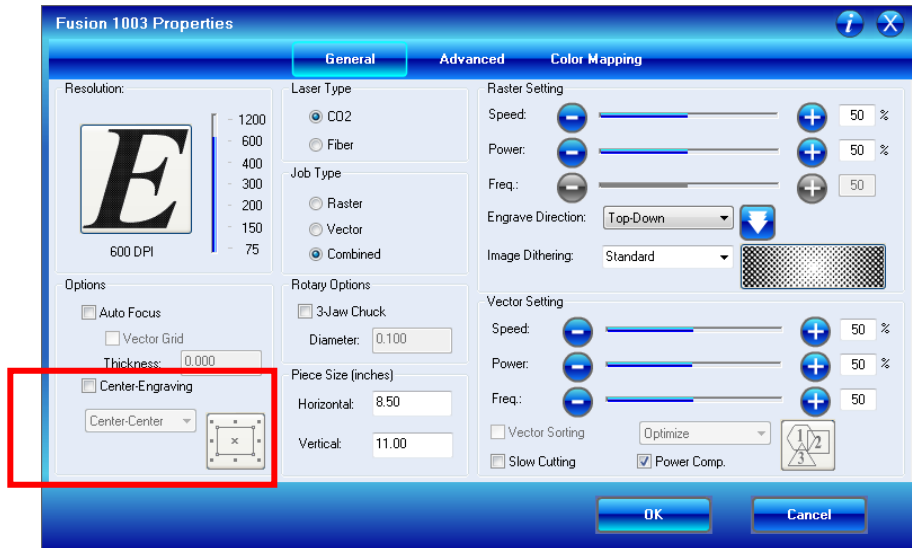 Fusion 1003 Properties
i X
General Advanced Color Mapping
Resolution:
E
1200
600
400
300
200
150
75
600 DPI
Laser Type
CO2
Fiber
Job Type
Raster
Vector
Combined
Raster Setting
Speed: 50 %
Power: 50 %
Freq.: 50
Engrave Direction: Top-Down
Image Dithering: Standard
Options
Auto Focus
Vector Grid
Thickness: 0.000
Center-Engraving
Center-Center
Rotary Options
3-Jaw Chuck
Diameter: 0.100
Piece Size (inches)
Horizontal: 8.50
Vertical: 11.00
Vector Setting
Speed: 50 %
Power: 50 %
Freq.: 50
Vector Sorting Optimize
1 2 3
Slow Cutting Power Comp.
OK Cancel